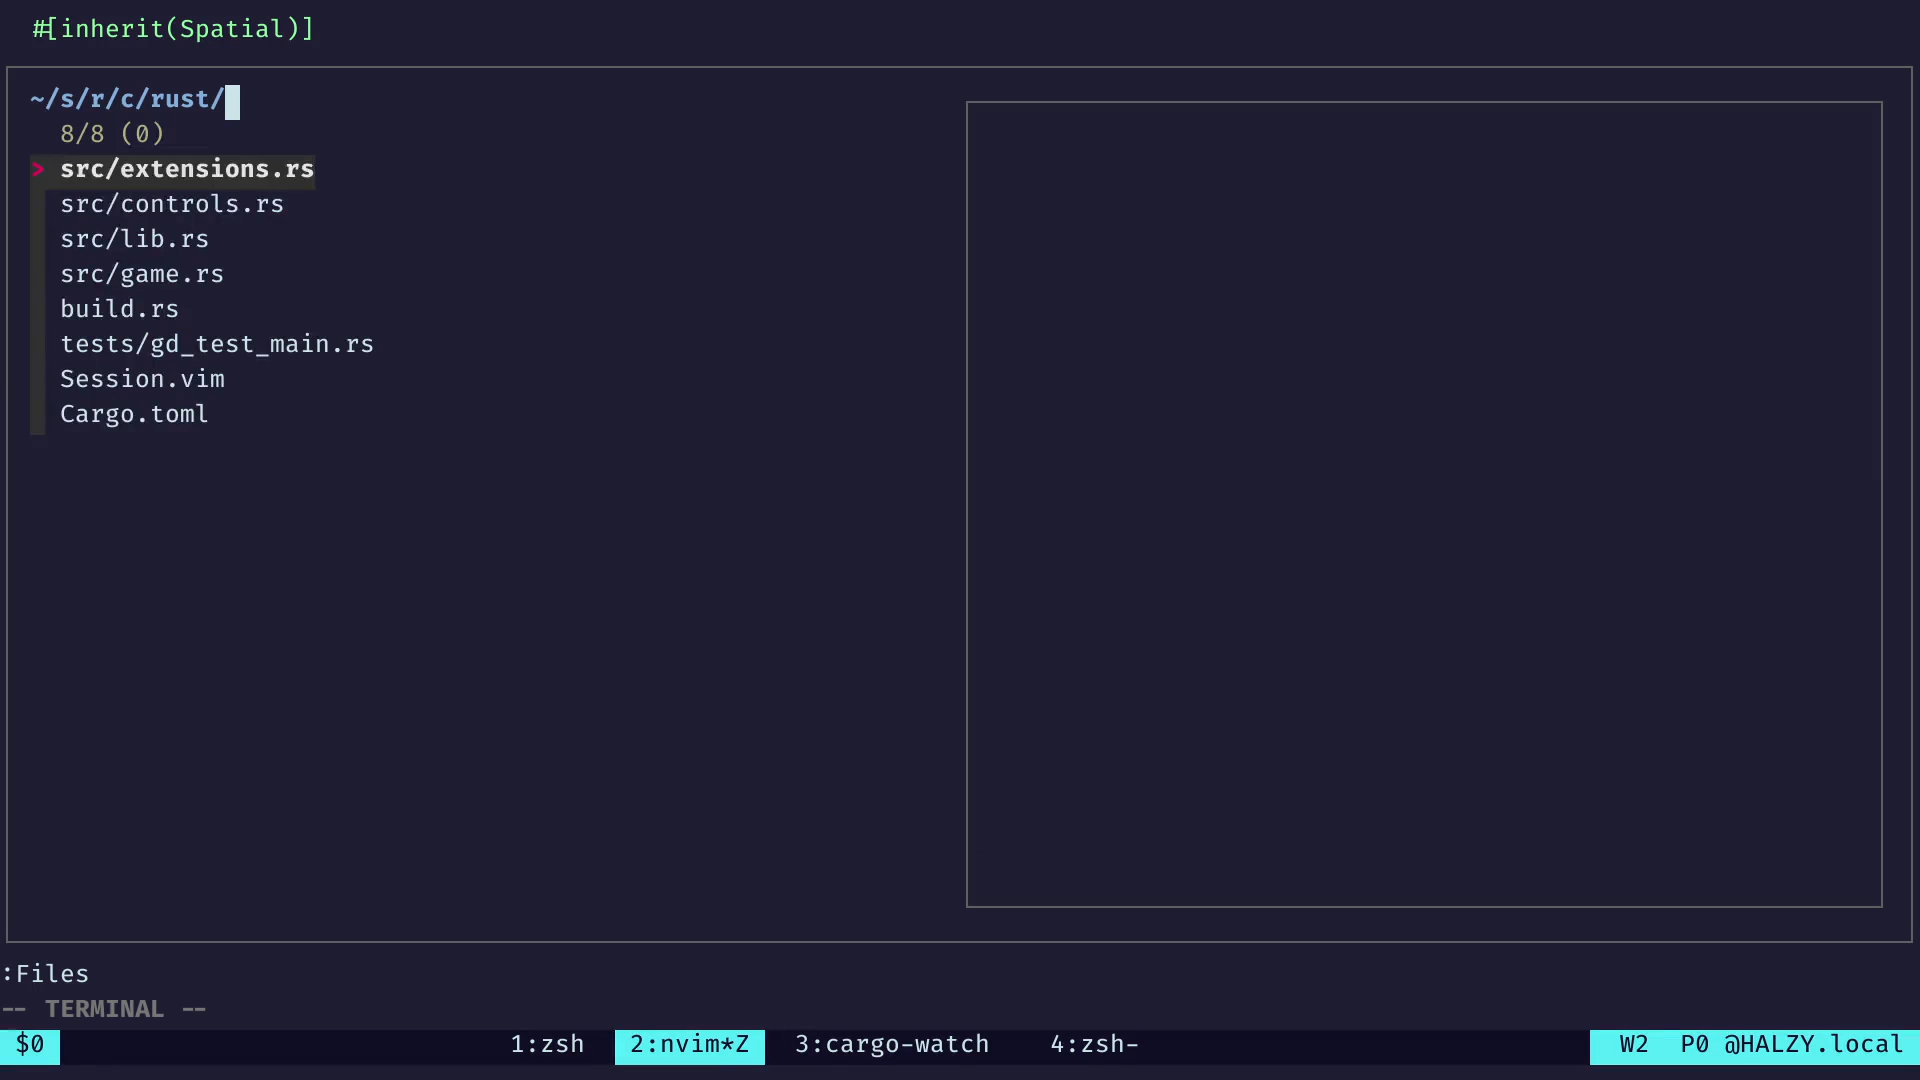 #[inherit(Spatial)]
~/s/r/c/rust/
8/8 (0)
> src/extensions.rs
src/controls.rs
src/lib.rs
src/game.rs
build.rs
tests/gd_test_main.rs
Session.vim
Cargo.toml
:Files
-- TERMINAL --
$0 1:zsh 2:nvim*Z 3:cargo-watch 4:zsh- W2 P0 @HALZY.local